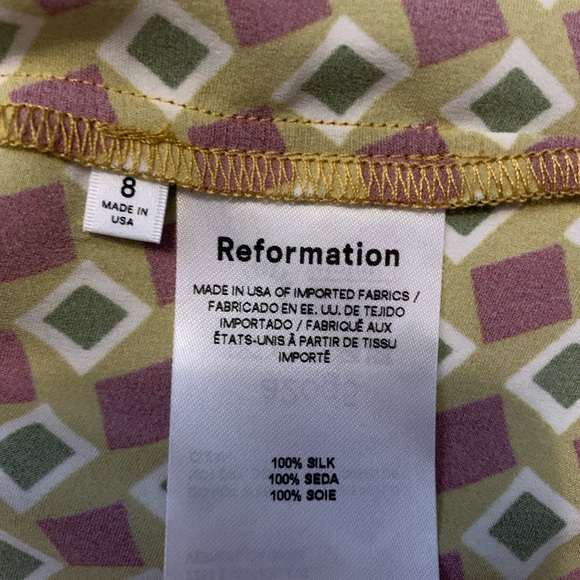 8
MADE IN
USA
Reformation
MADE IN USA OF IMPORTED FABRICS /
FABRICADO EN EE. UU. DE TEJIDO
IMPORTADO / FABRIQUÉ AUX
ÉTATS-UNIS À PARTIR DE TISSU
IMPORTÉ
100% SILK
100% SEDA
100% SOIE